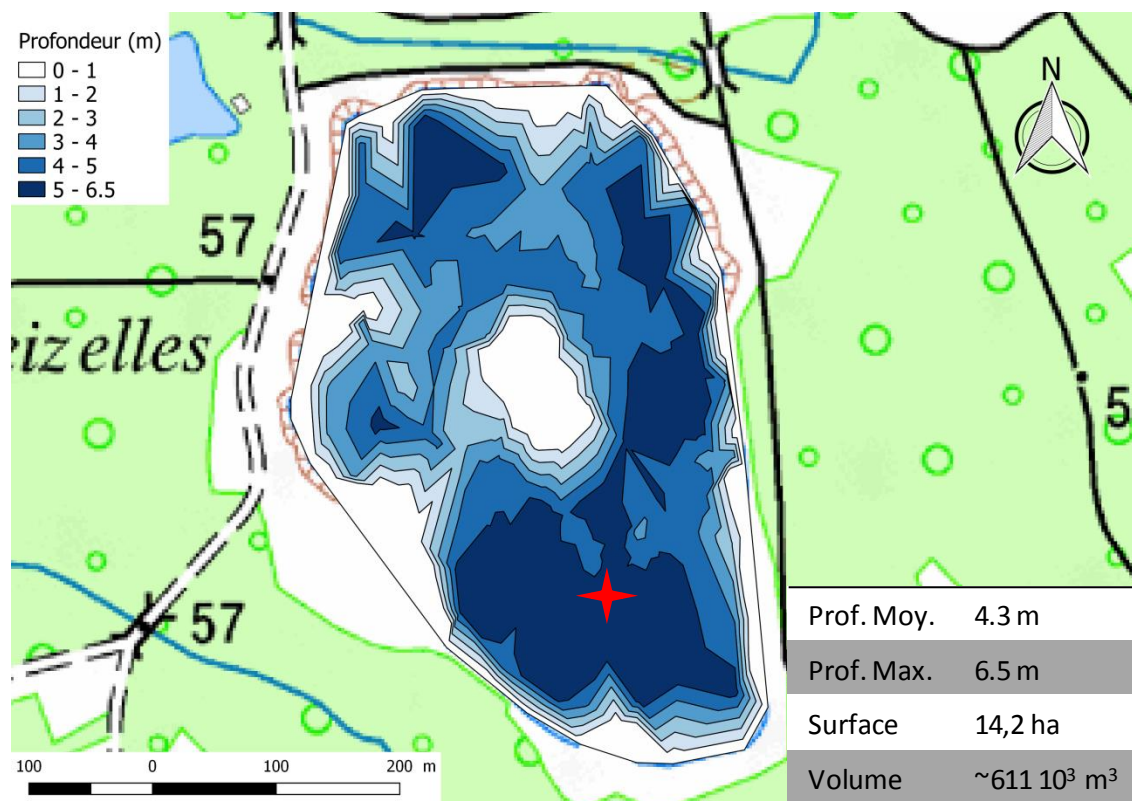 Profondeur (m)
0 - 1
1 - 2
2 - 3
3 - 4
4 - 5
5 - 6.5
N
57
eizelles
5
57
Prof. Moy. 4.3 m
Prof. Max. 6.5 m
Surface 14,2 ha
Volume ~611 10³ m³
100 0 100 200 m